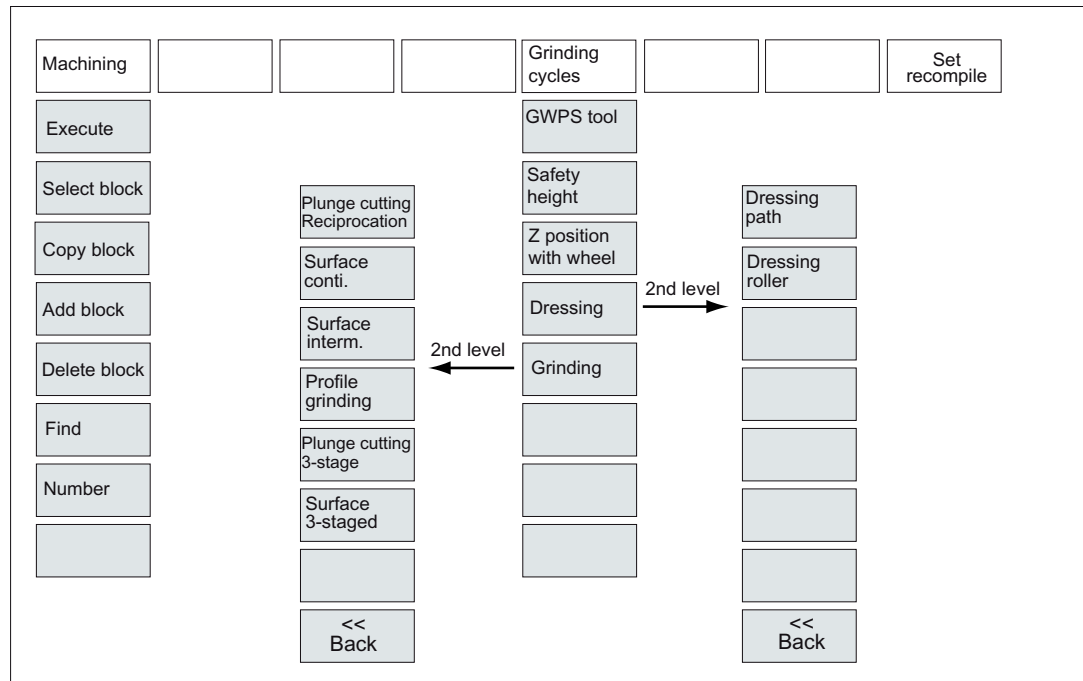 Machining
Grinding
cycles
Set
recompile
Execute
Select block
Copy block
Add block
Delete block
Find
Number
Plunge cutting
Reciprocation
Surface
conti.
Surface
interm.
Profile
grinding
Plunge cutting
3-stage
Surface
3-staged
<<
Back
2nd level
GWPS tool
Safety
height
Z position
with wheel
Dressing
Grinding
2nd level
Dressing
path
Dressing
roller
<<
Back